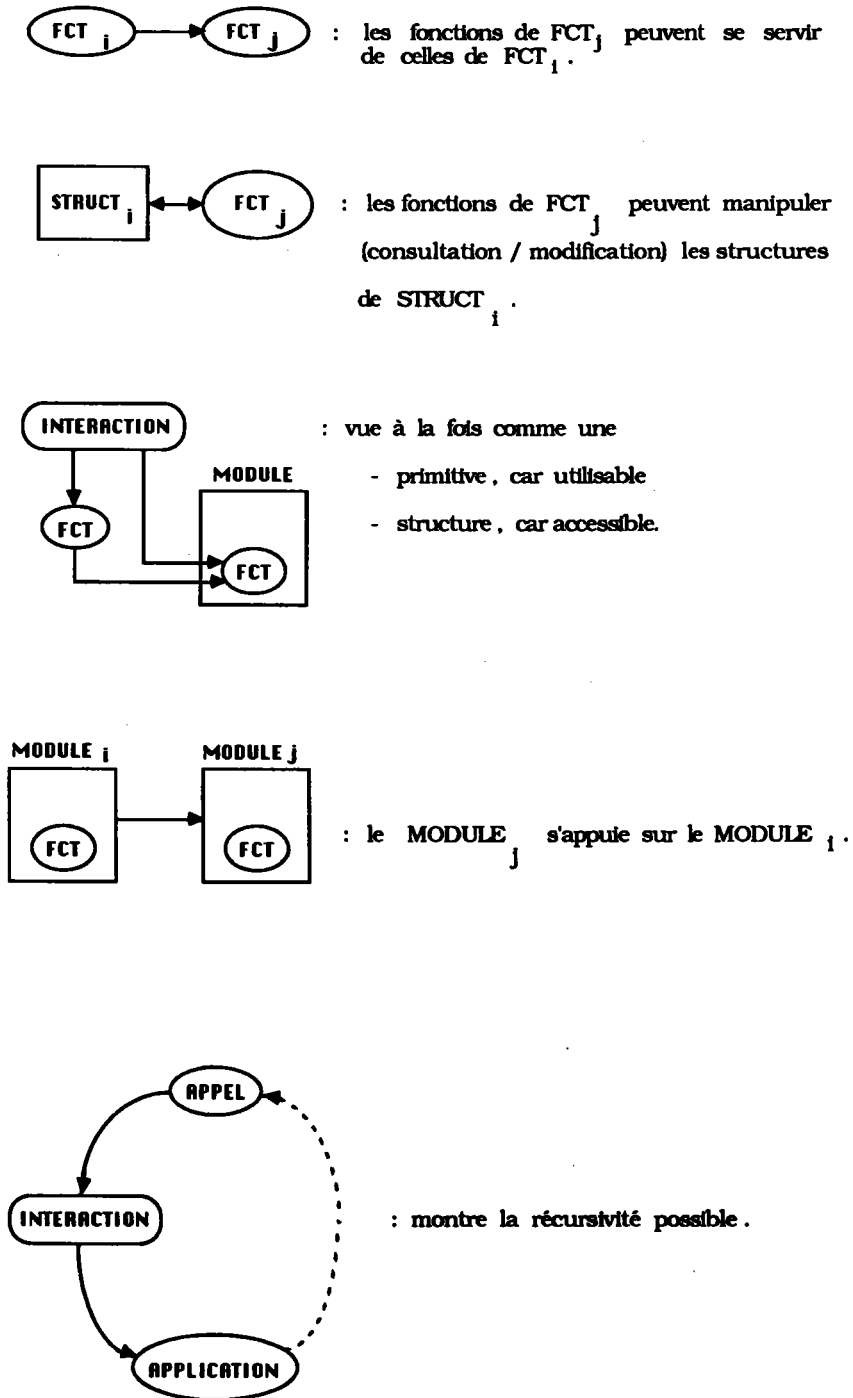 FCT i FCT j : les fonctions de FCT j peuvent se servir
de celles de FCT i .
STRUCT i FCT j : les fonctions de FCT j peuvent manipuler
(consultation / modification) les structures
de STRUCT i .
INTERACTION : vue à la fois comme une
MODULE - primitive , car utilisable
FCT - structure , car accessible.
FCT
MODULE i MODULE j
FCT FCT : le MODULE j s'appuie sur le MODULE i .
APPEL
INTERACTION : montre la récursivité possible .
APPLICATION